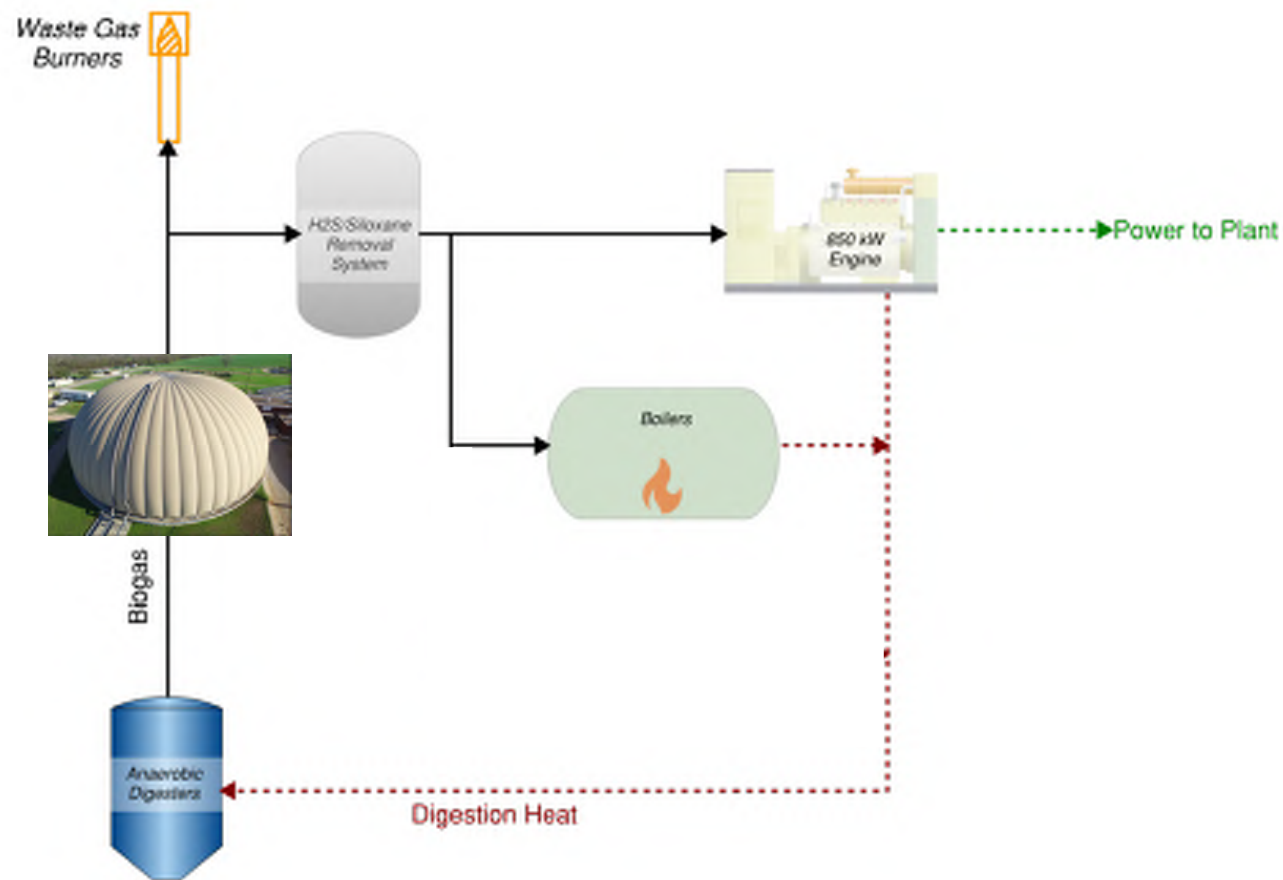 Waste Gas
Burners
H2S/Siloxane
Removal
System
850 kW
Engine
Power to Plant
Boilers
Biogas
Anaerobic
Digesters
Digestion Heat